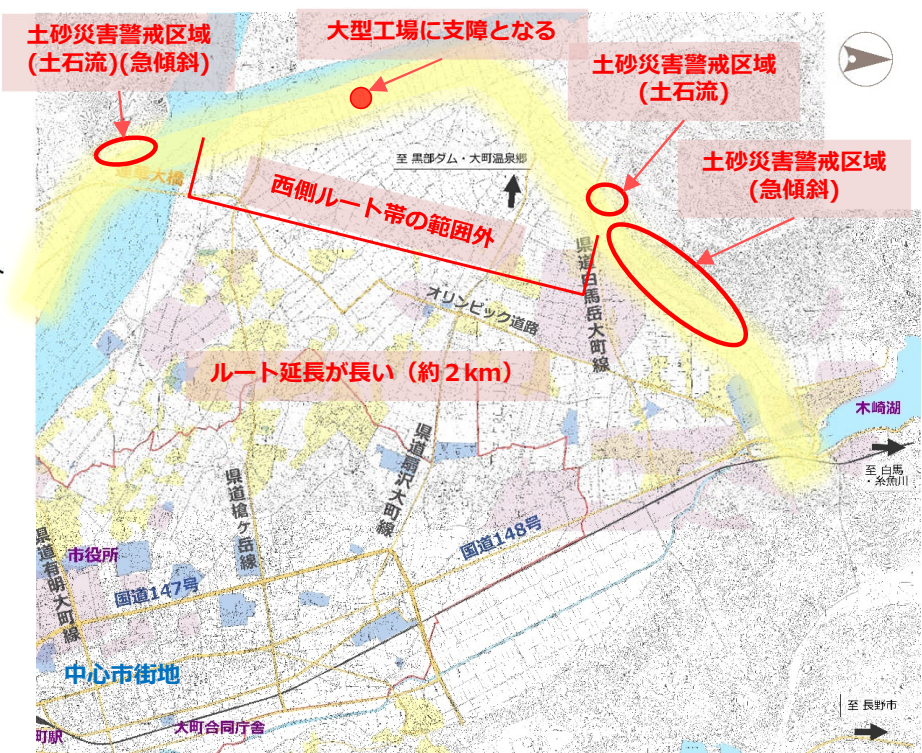 土砂災害警戒区域
(土石流)(急傾斜)
大型工場に支障となる
土砂災害警戒区域
(土石流)
土砂災害警戒区域
(急傾斜)
至 黒部ダム・大町温泉郷
蓮華大橋
西側ルート帯の範囲外
県道白馬岳大町線
オリンピック道路
ルート延長が長い（約２km）
木崎湖
至 白馬
・糸魚川
県道扇沢大町線
県道槍ヶ岳線
国道148号
県道有明大町線
市役所
国道147号
中心市街地
大町合同庁舎
町駅
至 長野市